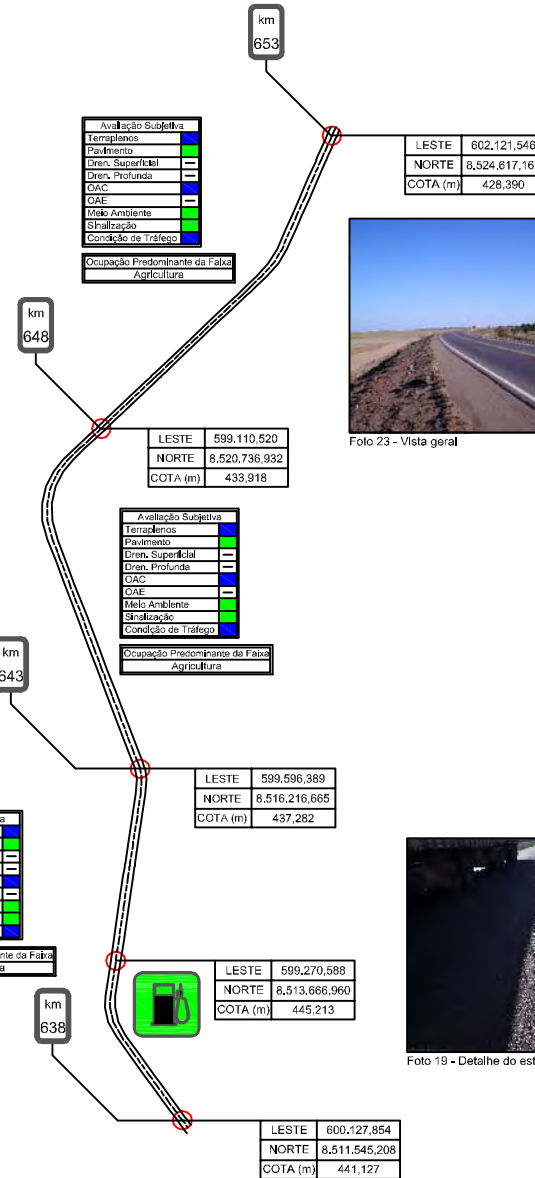 km
653
Avaliação Subjetiva
Terraplenos
Pavimento
Dren. Superficial
Dren. Profunda
OAC
OAE
Meio Ambiente
Sinalização
Condição de Tráfego
Ocupação Predominante da Faixa
Agricultura
LESTE 602.121,546
NORTE 8.524.617,16
COTA (m) 428,390
km
648
Foto 23 - Vista geral
LESTE 599.110,520
NORTE 8.520.736,932
COTA (m) 433,918
Avaliação Subjetiva
Terraplenos
Pavimento
Dren. Superficial
Dren. Profunda
OAC
OAE
Meio Ambiente
Sinalização
Condição de Tráfego
Ocupação Predominante da Faixa
Agricultura
km
643
LESTE 599.596,389
NORTE 8.516.216,665
COTA (m) 437,282
a
nte da Faixa
a
LESTE 599.270,588
NORTE 8.513.666,960
COTA (m) 445,213
km
638
Foto 19 - Detalhe do est
LESTE 600.127,854
NORTE 8.511.545,208
COTA (m) 441,127